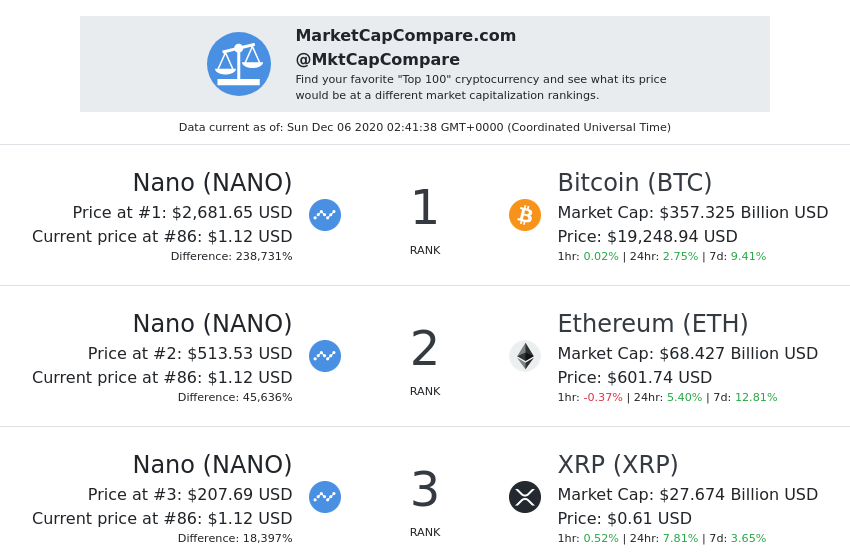 MarketCapCompare.com
@MktCapCompare
Find your favorite "Top 100" cryptocurrency and see what its price
would be at a different market capitalization rankings.
Data current as of: Sun Dec 06 2020 02:41:38 GMT+0000 (Coordinated Universal Time)
Nano (NANO)
Price at #1: $2,681.65 USD
Current price at #86: $1.12 USD
Difference: 238,731%
1
RANK
Bitcoin (BTC)
Market Cap: $357.325 Billion USD
Price: $19,248.94 USD
1hr: 0.02% | 24hr: 2.75% | 7d: 9.41%
Nano (NANO)
Price at #2: $513.53 USD
Current price at #86: $1.12 USD
Difference: 45,636%
2
RANK
Ethereum (ETH)
Market Cap: $68.427 Billion USD
Price: $601.74 USD
1hr: -0.37% | 24hr: 5.40% | 7d: 12.81%
Nano (NANO)
Price at #3: $207.69 USD
Current price at #86: $1.12 USD
Difference: 18,397%
3
RANK
XRP (XRP)
Market Cap: $27.674 Billion USD
Price: $0.61 USD
1hr: 0.52% | 24hr: 7.81% | 7d: 3.65%